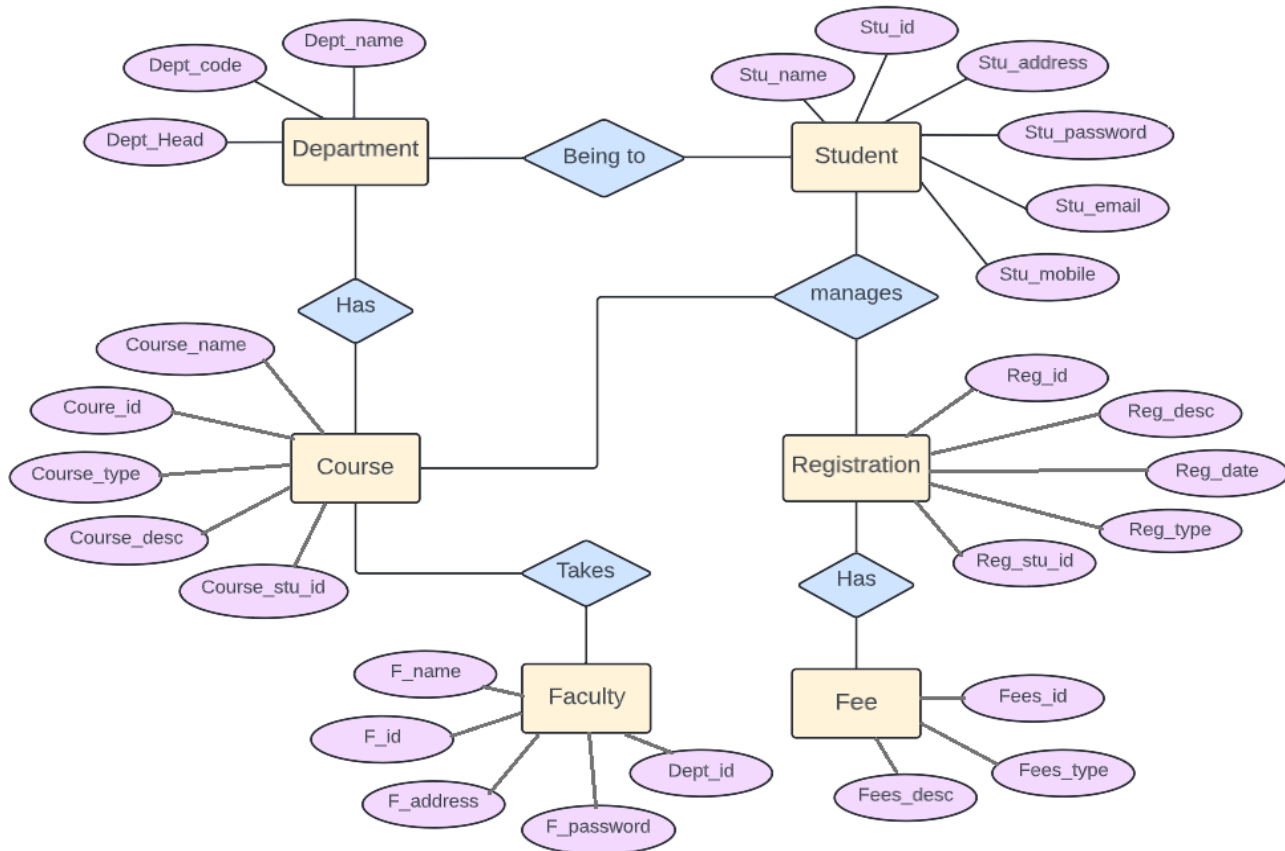 Dept_name
Stu_id
Dept_code
Stu_name
Stu_address
Dept_Head
Department
Being to
Student
Stu_password
Stu_email
Stu_mobile
Has
manages
Course_name
Reg_id
Coure_id
Reg_desc
Course_type
Course
Registration
Reg_date
Course_desc
Reg_type
Course_stu_id
Takes
Has
Reg_stu_id
F_name
Faculty
Fee
Fees_id
F_id
Dept_id
Fees_type
F_address
F_password
Fees_desc